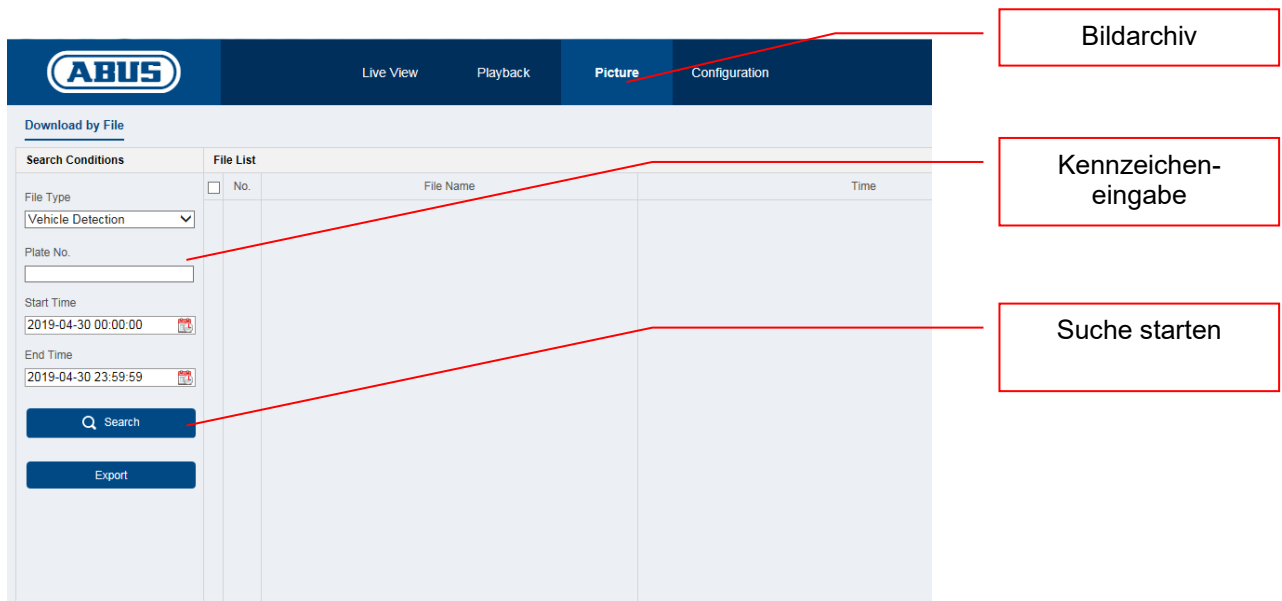 Bildarchiv
ABUS
Live View Playback Picture Configuration
Download by File
Search Conditions
File List
No. File Name Time
File Type
Vehicle Detection
Plate No.
Start Time
2019-04-30 00:00:00
End Time
2019-04-30 23:59:59
Search
Export
Kennzeichen-
eingabe
Suche starten